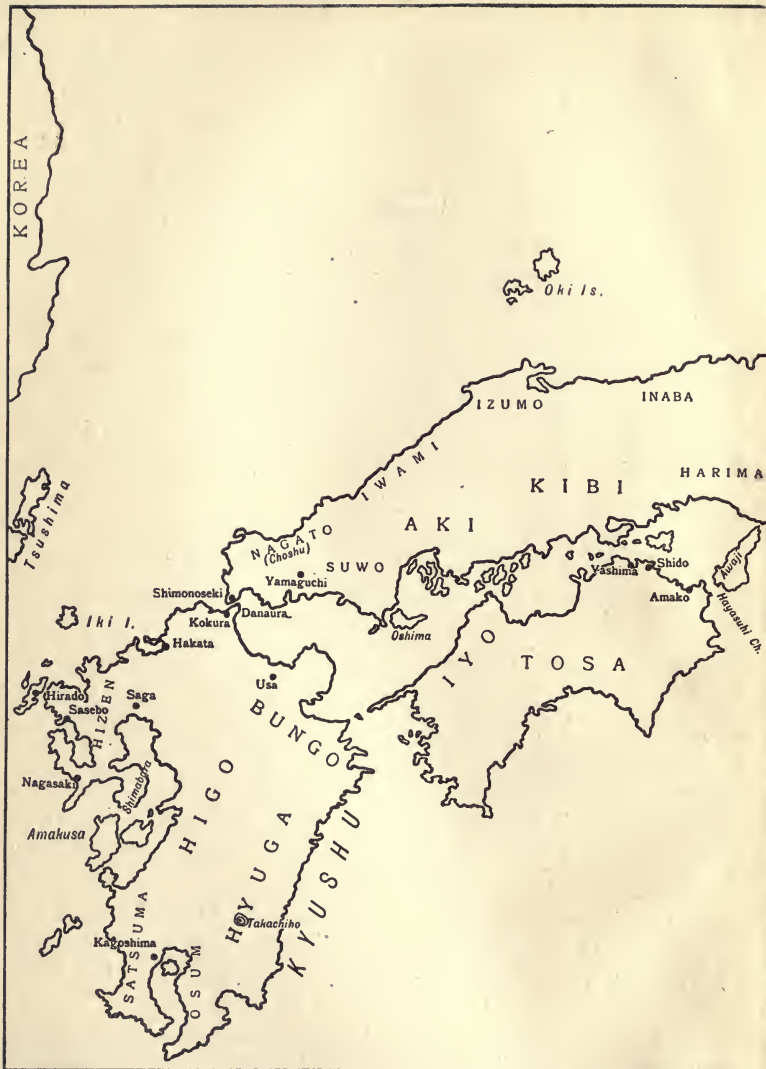 KOREA
Oki Is.
IZUMO
INABA
IWAMI
KIBI
HARIMA
AKI
Tsushima
NAGATO
(Choshu)
SUWO
Yamaguchi
Yashima
Shido
Awaji
Amako
Hayasuhi Ch.
Shimonoseki
Kokura
Danaura
Oshima
Iki I.
Hakata
IYO
TOSA
Usa
Hirado
Sasebo
HIZEN
Saga
BUNGO
Nagasaki
Shimabara
HIGO
Amakusa
HYUGA
KYUSHU
Takachiho
SATSUMA
Kagoshima
OSUM